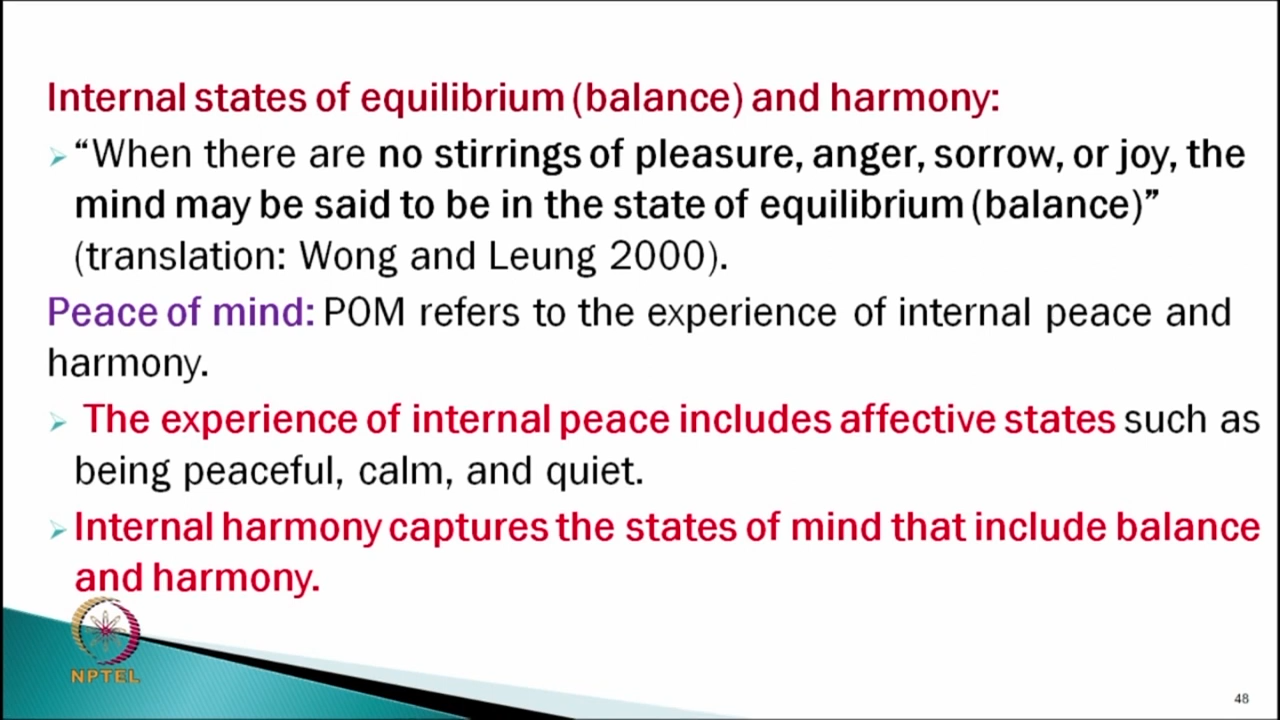 Internal states of equilibrium (balance) and harmony:
➢ “When there are no stirrings of pleasure, anger, sorrow, or joy, the
mind may be said to be in the state of equilibrium (balance)”
(translation: Wong and Leung 2000).
Peace of mind: POM refers to the experience of internal peace and
harmony.
➢ The experience of internal peace includes affective states such as
being peaceful, calm, and quiet.
➢ Internal harmony captures the states of mind that include balance
and harmony.
NPTEL
48